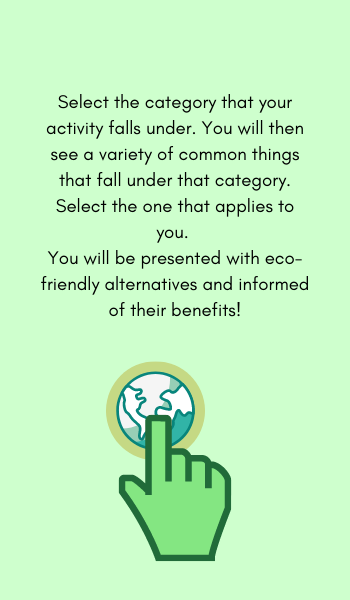 Select the category that your
activity falls under. You will then
see a variety of common things
that fall under that category.
Select the one that applies to
you.
You will be presented with eco-
friendly alternatives and informed
of their benefits!